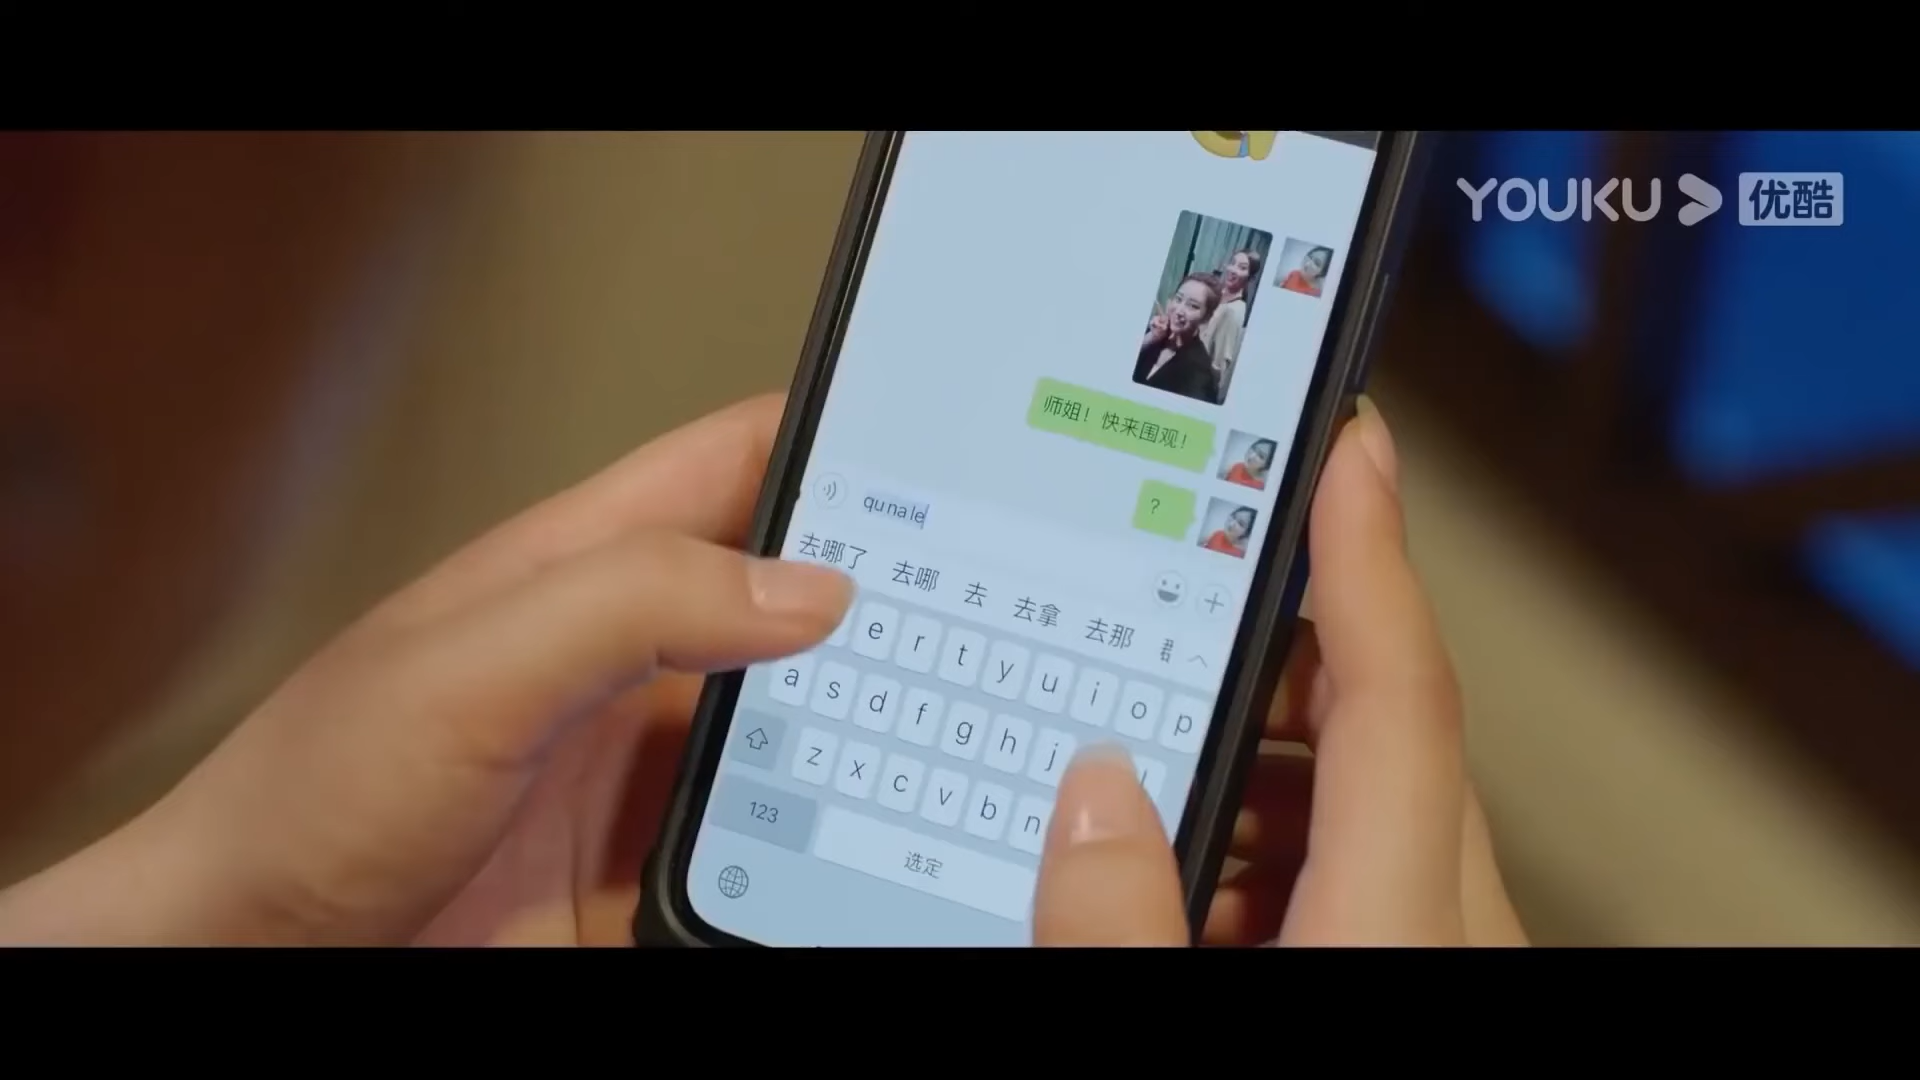 YOUKU 优酷
师姐！快来围观！
？
qu na le
去哪了 去哪 去 去拿 去那
e r t y u i o p
a s d f g h j
z x c v b n
123 选定